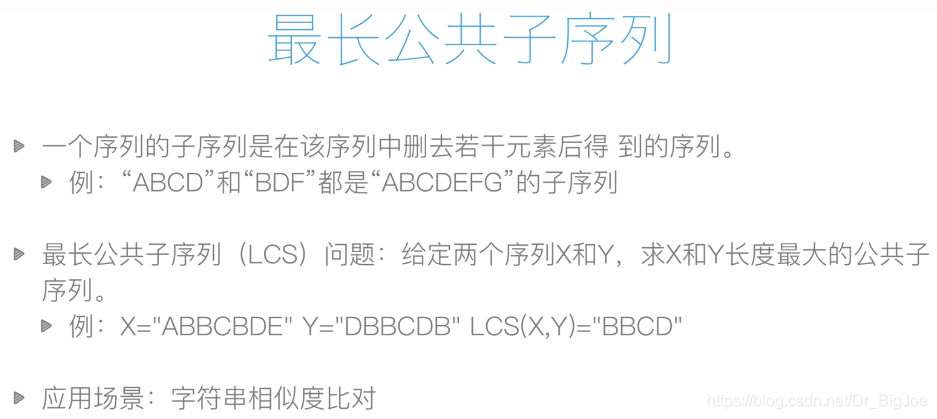 最长公共子序列
一个序列的子序列是在该序列中删去若干元素后得 到的序列。
例：“ABCD”和“BDF”都是“ABCDEFG”的子序列
最长公共子序列（LCS）问题：给定两个序列X和Y，求X和Y长度最大的公共子
序列。
例：X="ABBCBDE" Y="DBBCDB" LCS(X,Y)="BBCD"
应用场景：字符串相似度比对
https://blog.csdn.net/Dr_BigJoe